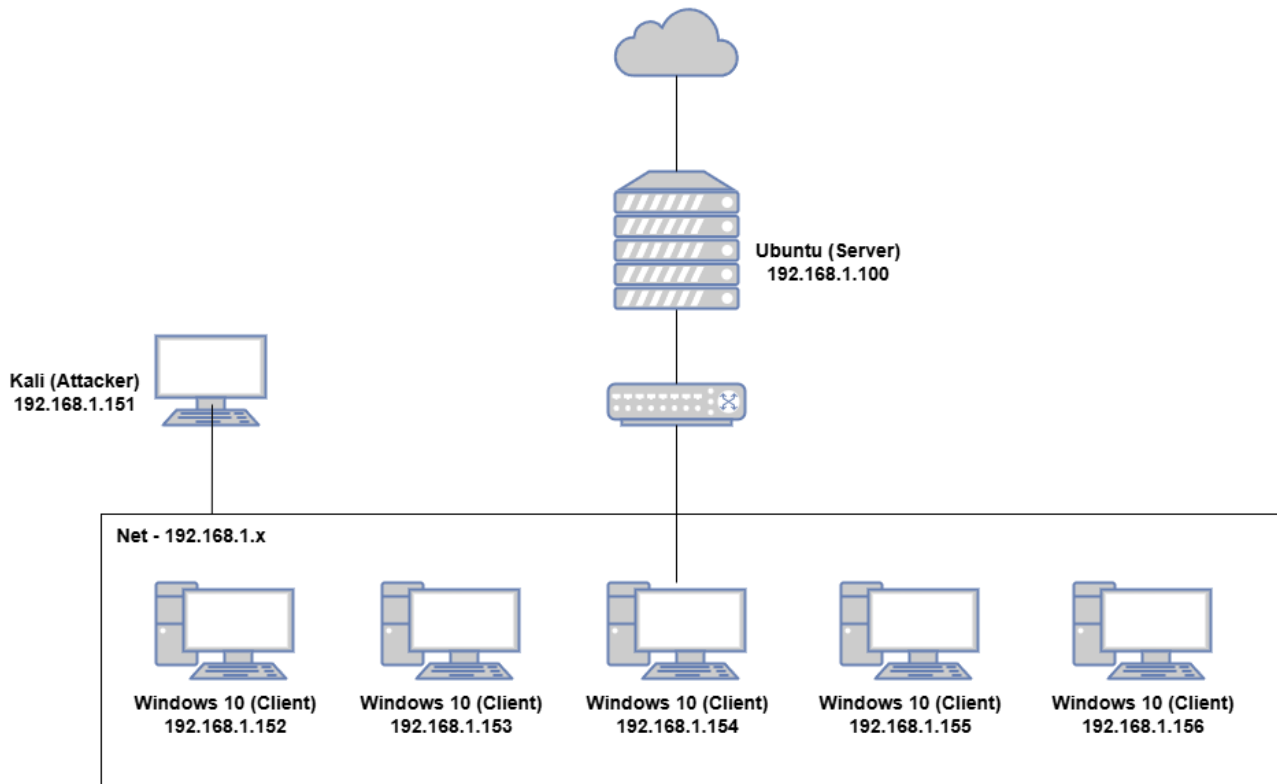 Ubuntu (Server)
192.168.1.100
Kali (Attacker)
192.168.1.151
Net - 192.168.1.x
Windows 10 (Client)
192.168.1.152
Windows 10 (Client)
192.168.1.153
Windows 10 (Client)
192.168.1.154
Windows 10 (Client)
192.168.1.155
Windows 10 (Client)
192.168.1.156